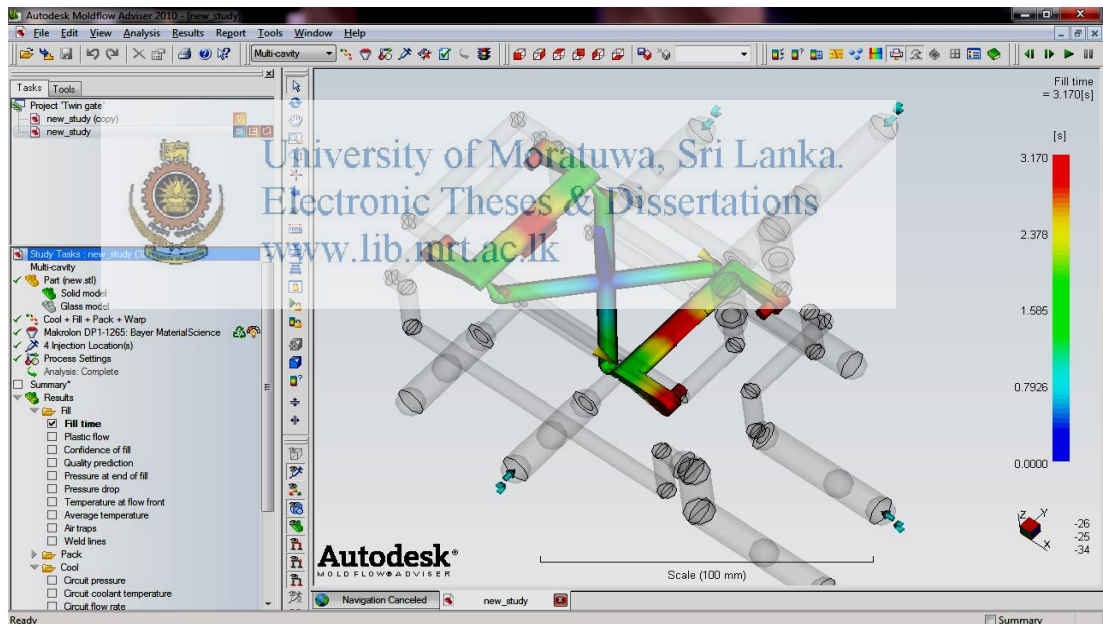 Autodesk Moldflow Adviser 2010 - [new_study]
File Edit View Analysis Results Report Tools Window Help
Multi-cavity
Tasks Tools
Project 'Twin gate'
new_study (copy)
new_study
University of Moratuwa, Sri Lanka.
Electronic Theses & Dissertations
www.lib.mrt.ac.lk
Study Tasks : new_study
Multi-cavity
Part (new.stl)
Solid model
Glass model
Cool + Fill + Pack + Warp
Makrolon DP1-1265: Bayer MaterialScience
4 Injection Location(s)
Process Settings
Analysis: Complete
Summary*
Results
Fill
Fill time
Plastic flow
Confidence of fill
Quality prediction
Pressure at end of fill
Pressure drop
Temperature at flow front
Average temperature
Air traps
Weld lines
Pack
Cool
Circuit pressure
Circuit coolant temperature
Circuit flow rate
Fill time
= 3.170[s]
[s]
3.170
2.378
1.585
0.7926
0.0000
Z Y
X
-26
-25
-34
Autodesk®
MOLDFLOW® ADVISER
Scale (100 mm)
Navigation Canceled new_study
Ready Summary